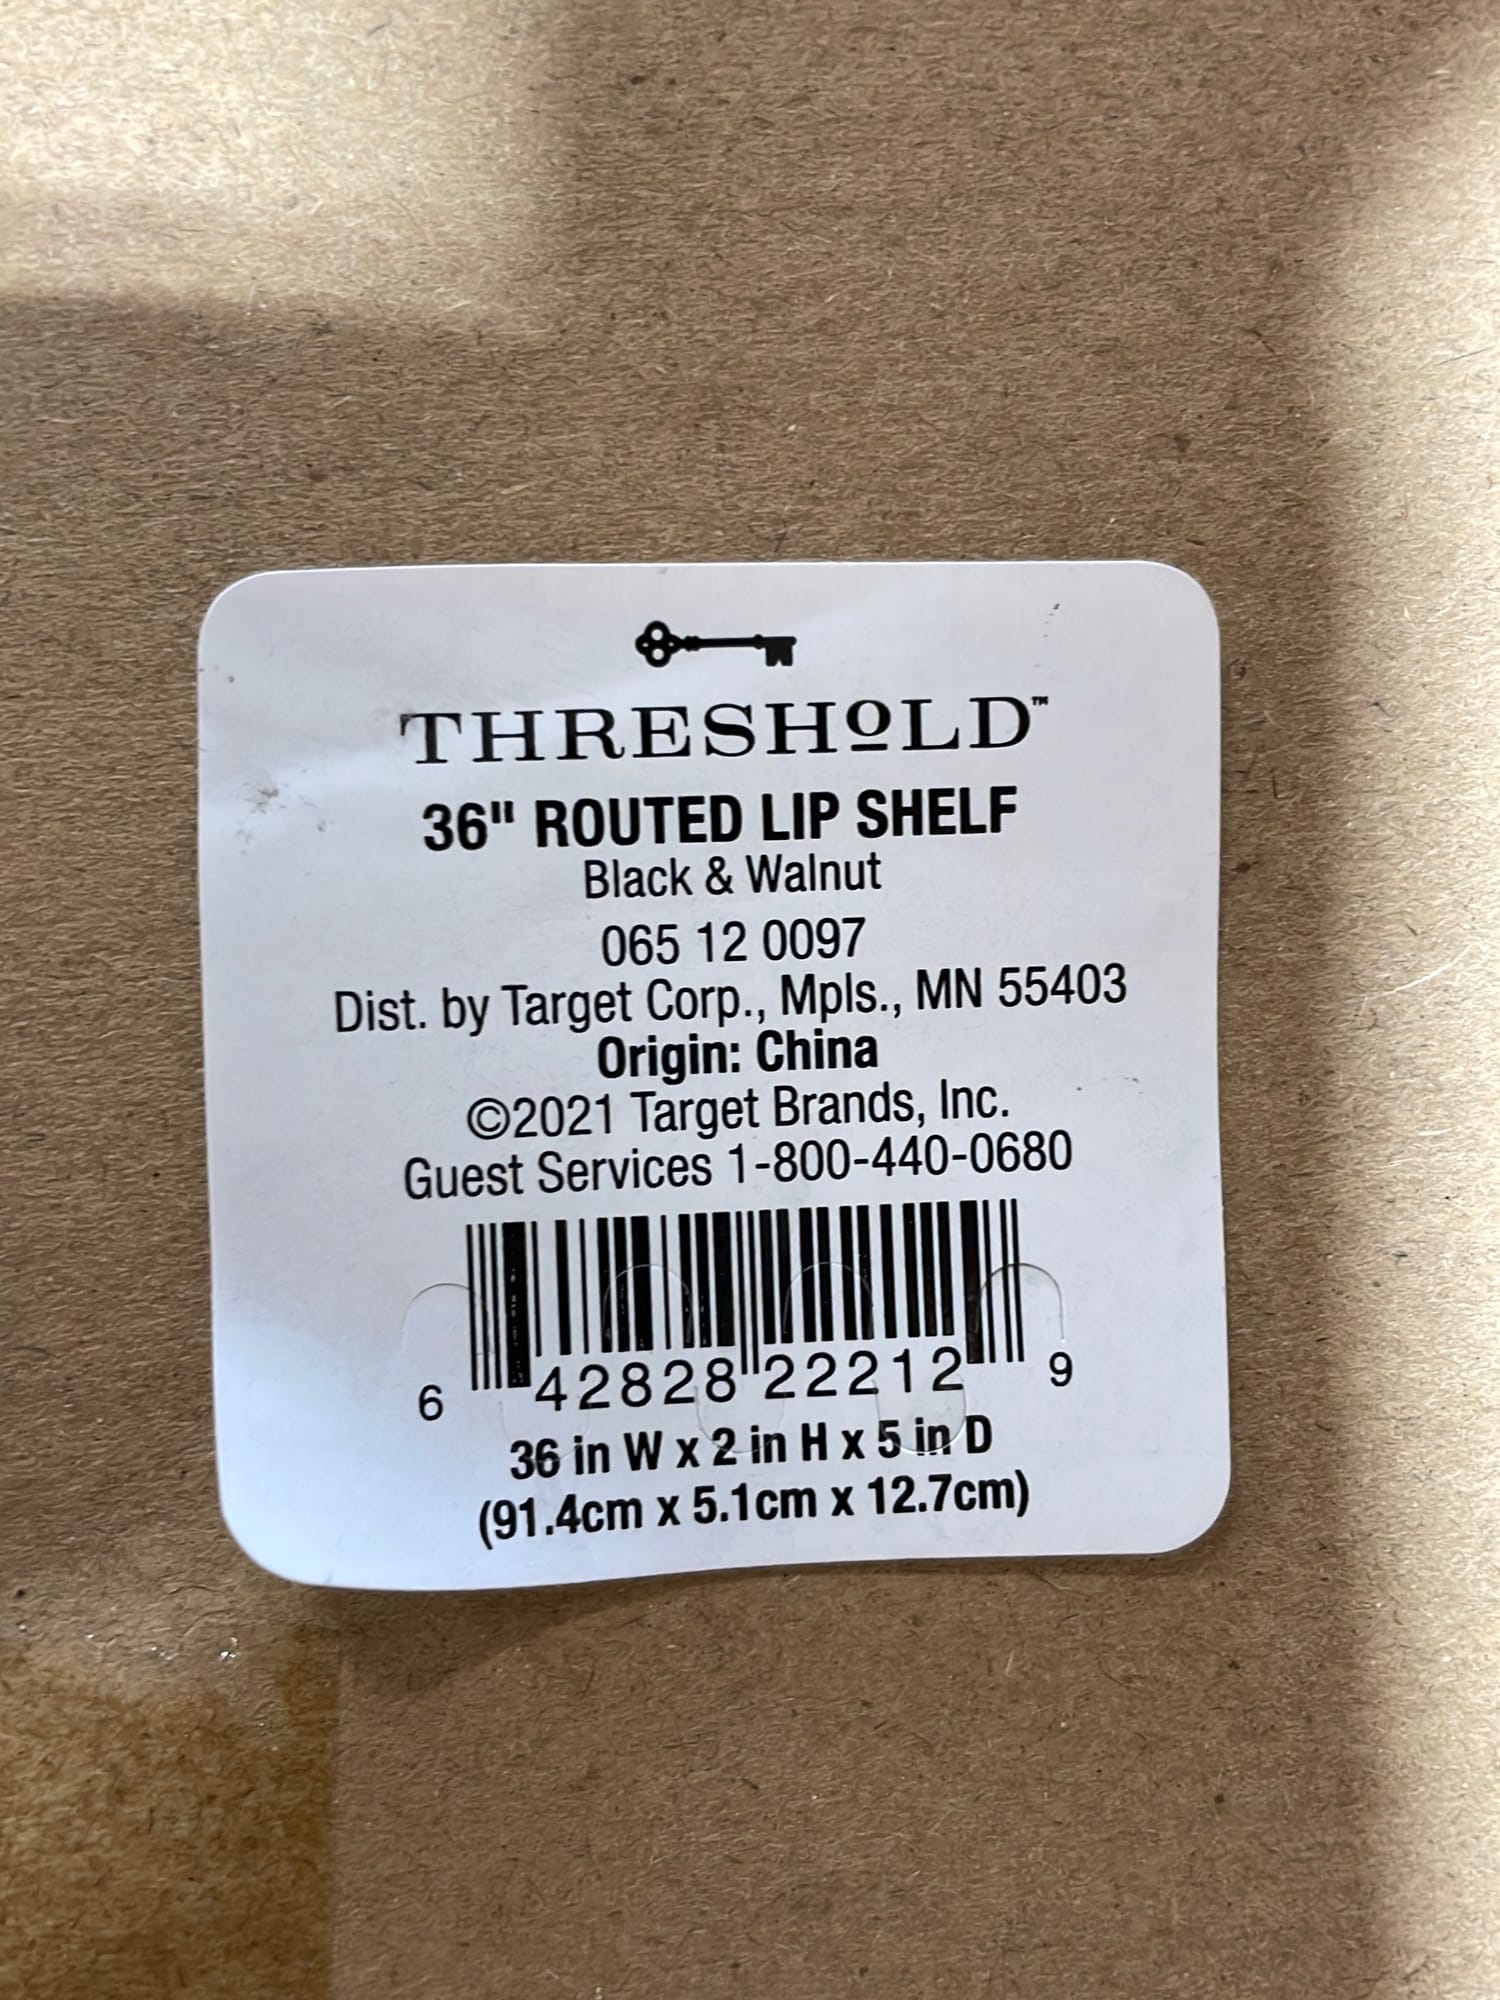 THRESHOLD™
36" ROUTED LIP SHELF
Black & Walnut
065 12 0097
Dist. by Target Corp., Mpls., MN 55403
Origin: China
©2021 Target Brands, Inc.
Guest Services 1-800-440-0680
6 42828 22212 9
36 in W x 2 in H x 5 in D
(91.4cm x 5.1cm x 12.7cm)